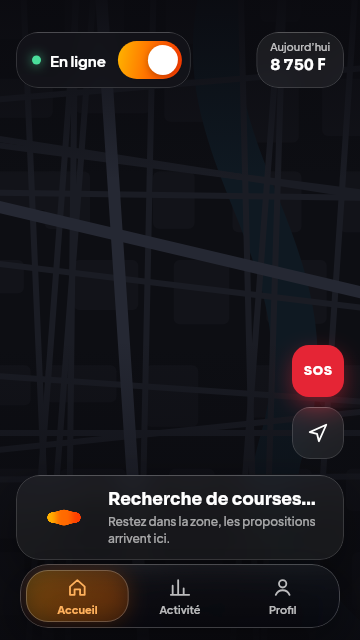 En ligne
Aujourd'hui
8 750 F
SOS
Recherche de courses...
Restez dans la zone, les propositions
arrivent ici.
Accueil
Activité
Profil